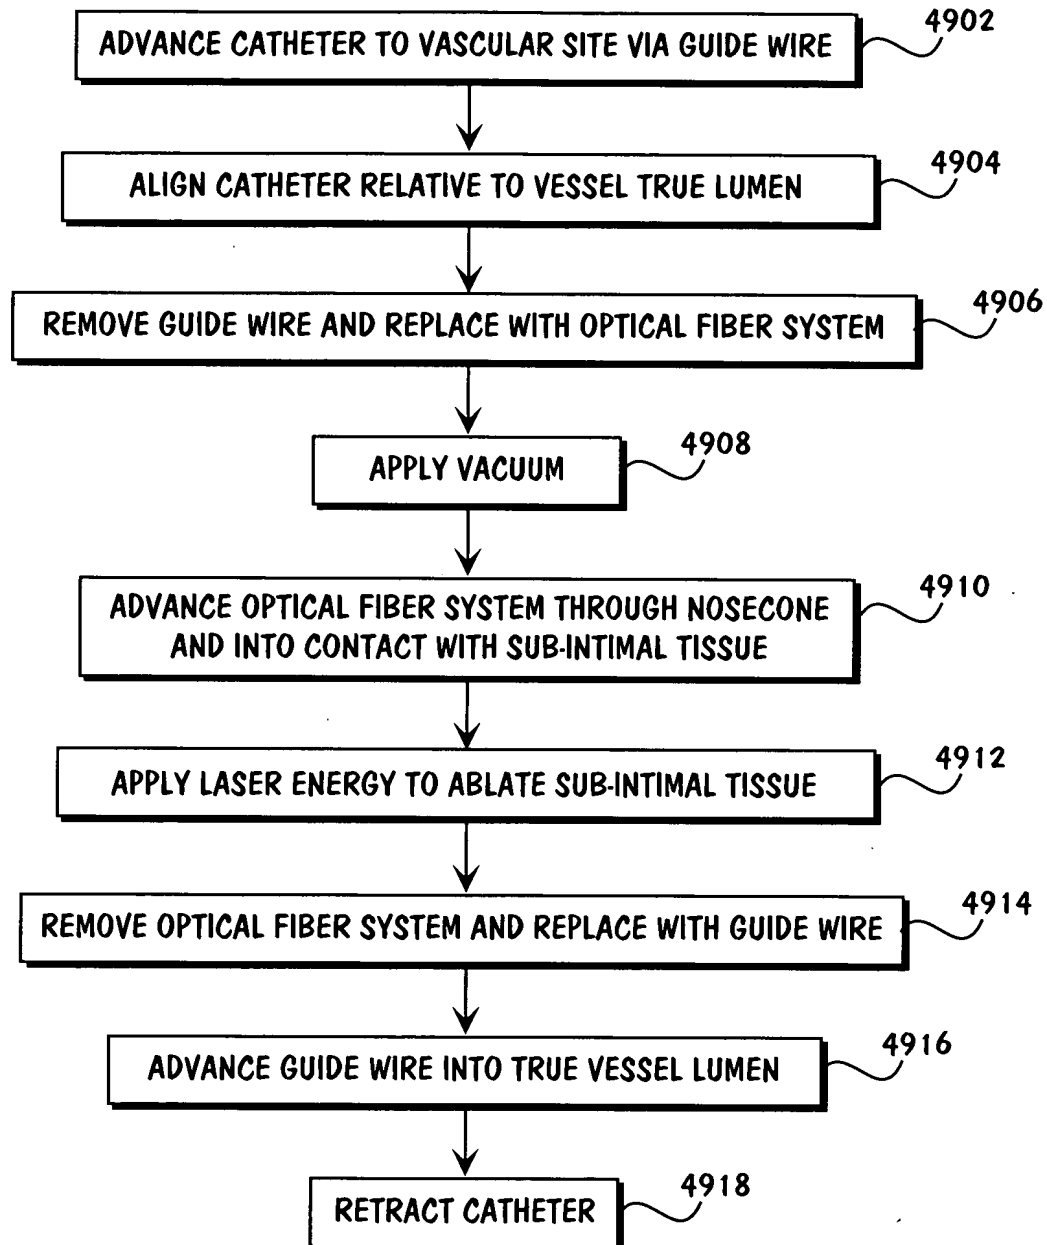 ADVANCE CATHETER TO VASCULAR SITE VIA GUIDE WIRE
4902
ALIGN CATHETER RELATIVE TO VESSEL TRUE LUMEN
4904
REMOVE GUIDE WIRE AND REPLACE WITH OPTICAL FIBER SYSTEM
4906
APPLY VACUUM
4908
ADVANCE OPTICAL FIBER SYSTEM THROUGH NOSECONE
AND INTO CONTACT WITH SUB-INTIMAL TISSUE
4910
APPLY LASER ENERGY TO ABLATE SUB-INTIMAL TISSUE
4912
REMOVE OPTICAL FIBER SYSTEM AND REPLACE WITH GUIDE WIRE
4914
ADVANCE GUIDE WIRE INTO TRUE VESSEL LUMEN
4916
RETRACT CATHETER
4918